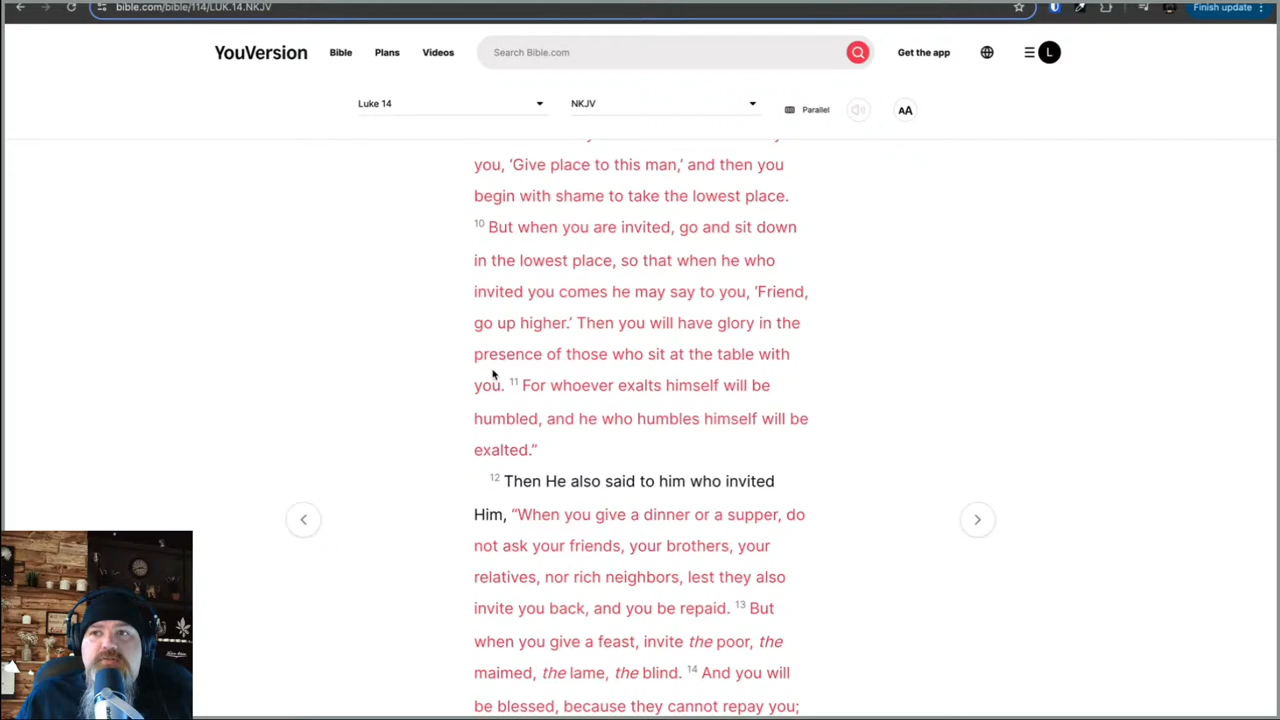 bible.com/bible/114/LUK.14.NKJV
Finish update
YouVersion
Bible
Plans
Videos
Search Bible.com
Get the app
L
Luke 14
NKJV
Parallel
AA
you, ‘Give place to this man,’ and then you
begin with shame to take the lowest place.
10 But when you are invited, go and sit down
in the lowest place, so that when he who
invited you comes he may say to you, ‘Friend,
go up higher.’ Then you will have glory in the
presence of those who sit at the table with
you. 11 For whoever exalts himself will be
humbled, and he who humbles himself will be
exalted.”
12 Then He also said to him who invited
Him, “When you give a dinner or a supper, do
not ask your friends, your brothers, your
relatives, nor rich neighbors, lest they also
invite you back, and you be repaid. 13 But
when you give a feast, invite the poor, the
maimed, the lame, the blind. 14 And you will
be blessed, because they cannot repay you;